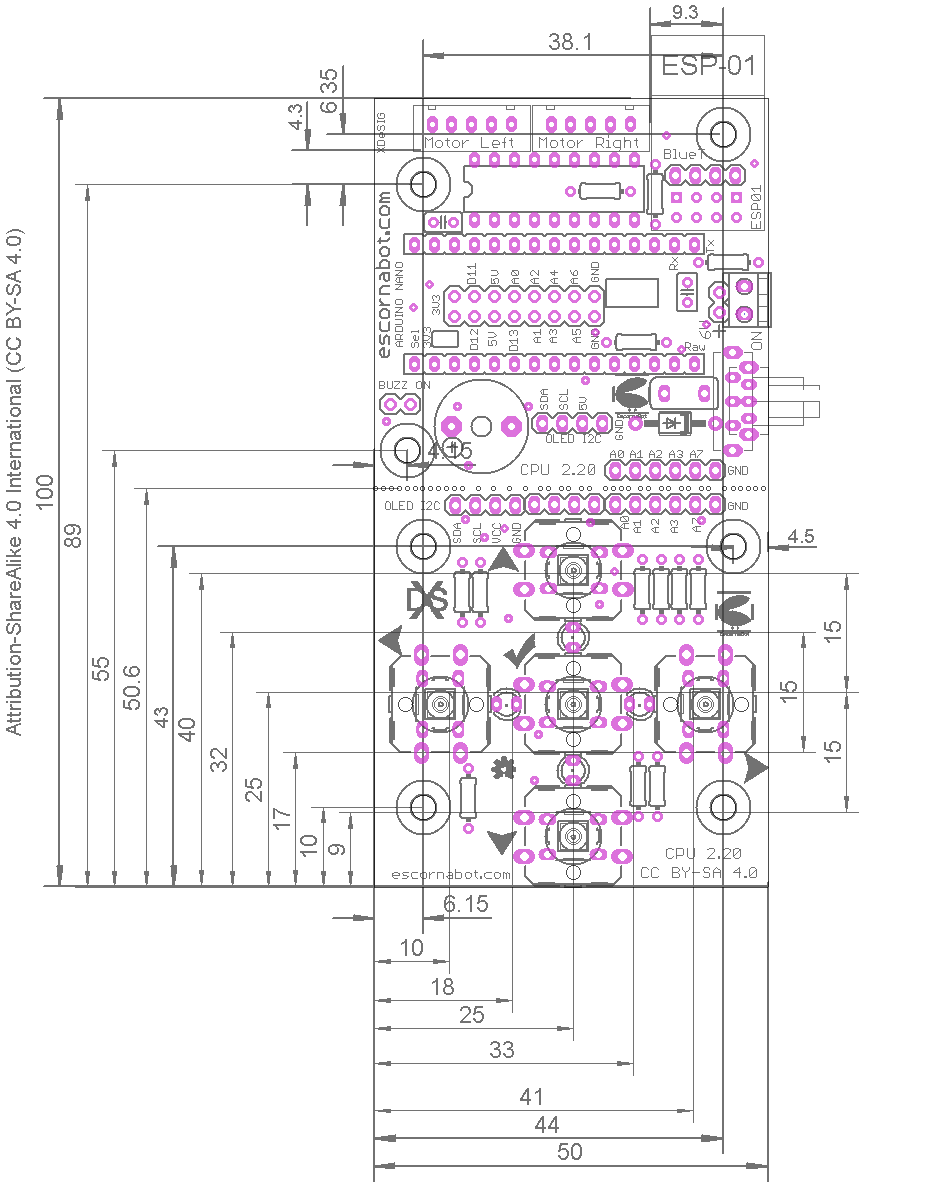 9.3
38.1
ESP-01
6.35
4.3
XDeSIG
Motor Left
Motor Right
BlueT
ESP01
escornabot.com
ARDUINO NANO
Tx
Rx
D11
5V
A0
A2
A4
A6
GND
3V3
Sel
3V3
D12
5V
D13
A1
A3
A5
GND
Raw
6V
+
ON
BUZZ ON
SDA
SCL
5V
GND
OLED I2C
EscornaBot
+
4.15
CPU 2.20
A0
A1
A2
A3
A7
GND
OLED I2C
SDA
SCL
VCC
GND
A0
A1
A2
A3
A7
GND
4.5
XDS
EscornaBot
Attribution-ShareAlike 4.0 International (CC BY-SA 4.0)
100
89
55
50.6
43
40
32
25
17
10
9
15
15
15
CPU 2.20
CC BY-SA 4.0
escornabot.com
6.15
10
18
25
33
41
44
50